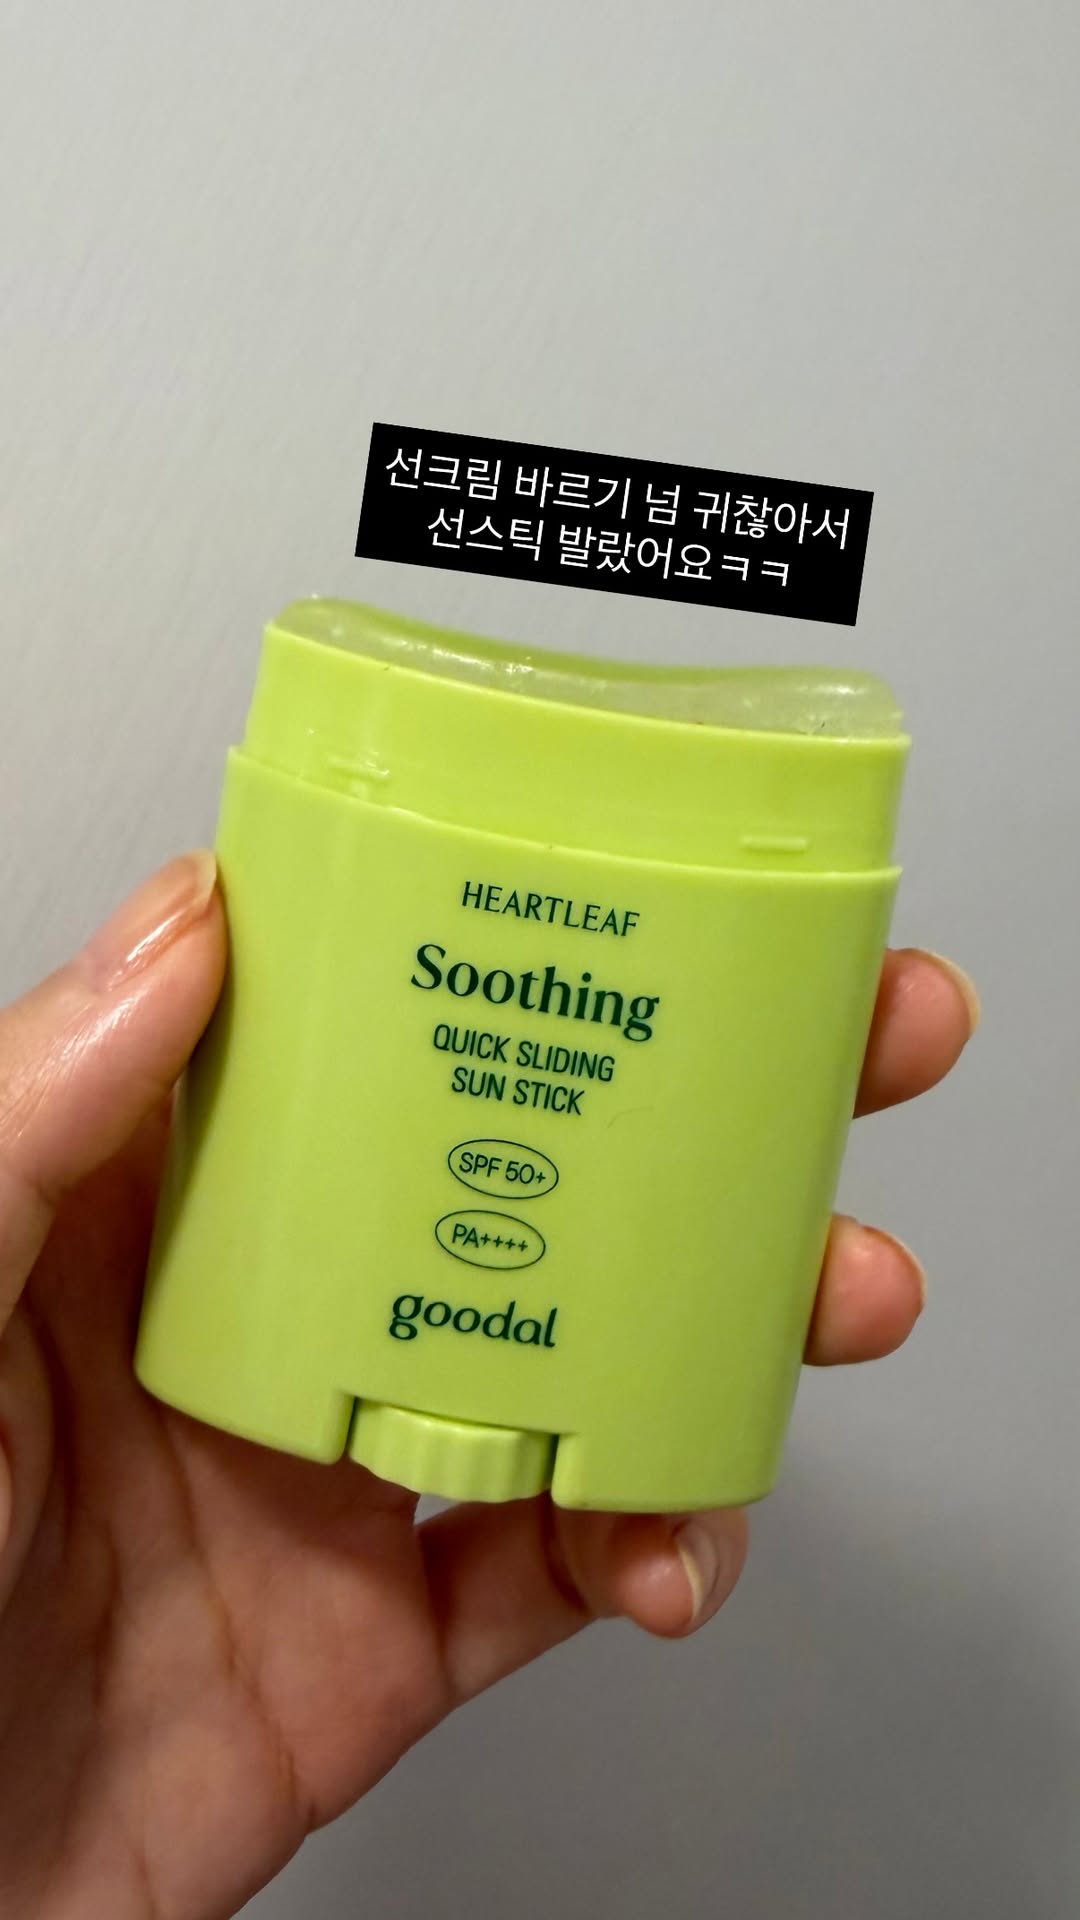 선크림 바르기 넘 귀찮아서
선스틱 발랐어요ㅋㅋ
HEARTLEAF
Soothing
QUICK SLIDING
SUN STICK
SPF 50+
PA++++
goodal